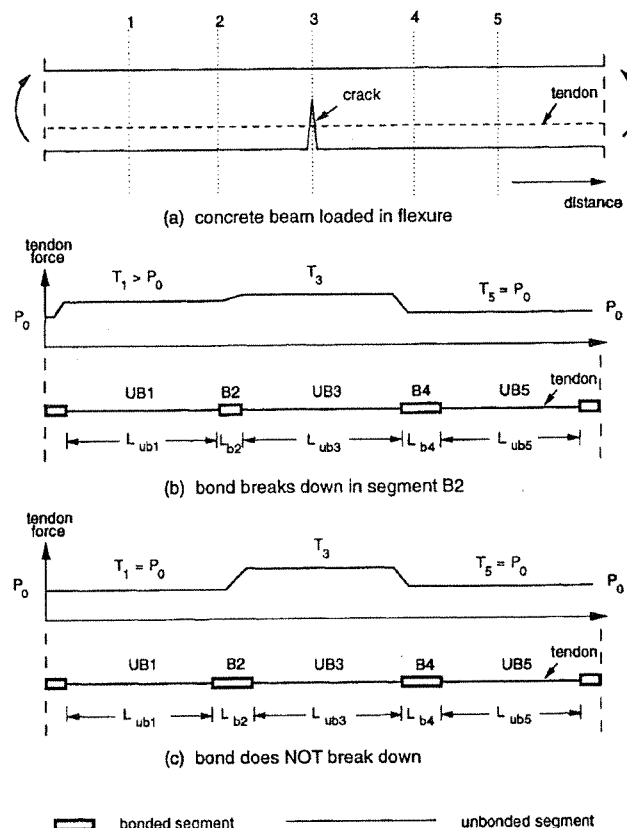 1 2 3 4 5
crack
tendon
distance
(a) concrete beam loaded in flexure
tendon
force
T1 > P0
T3
T5 = P0
P0
P0
UB1 B2 UB3 B4 UB5
tendon
Lub1 Lb2 Lub3 Lb4 Lub5
(b) bond breaks down in segment B2
tendon
force
T1 = P0
T3
T5 = P0
P0
P0
UB1 B2 UB3 B4 UB5
tendon
Lub1 Lb2 Lub3 Lb4 Lub5
(c) bond does NOT break down
bonded segment unbonded segment